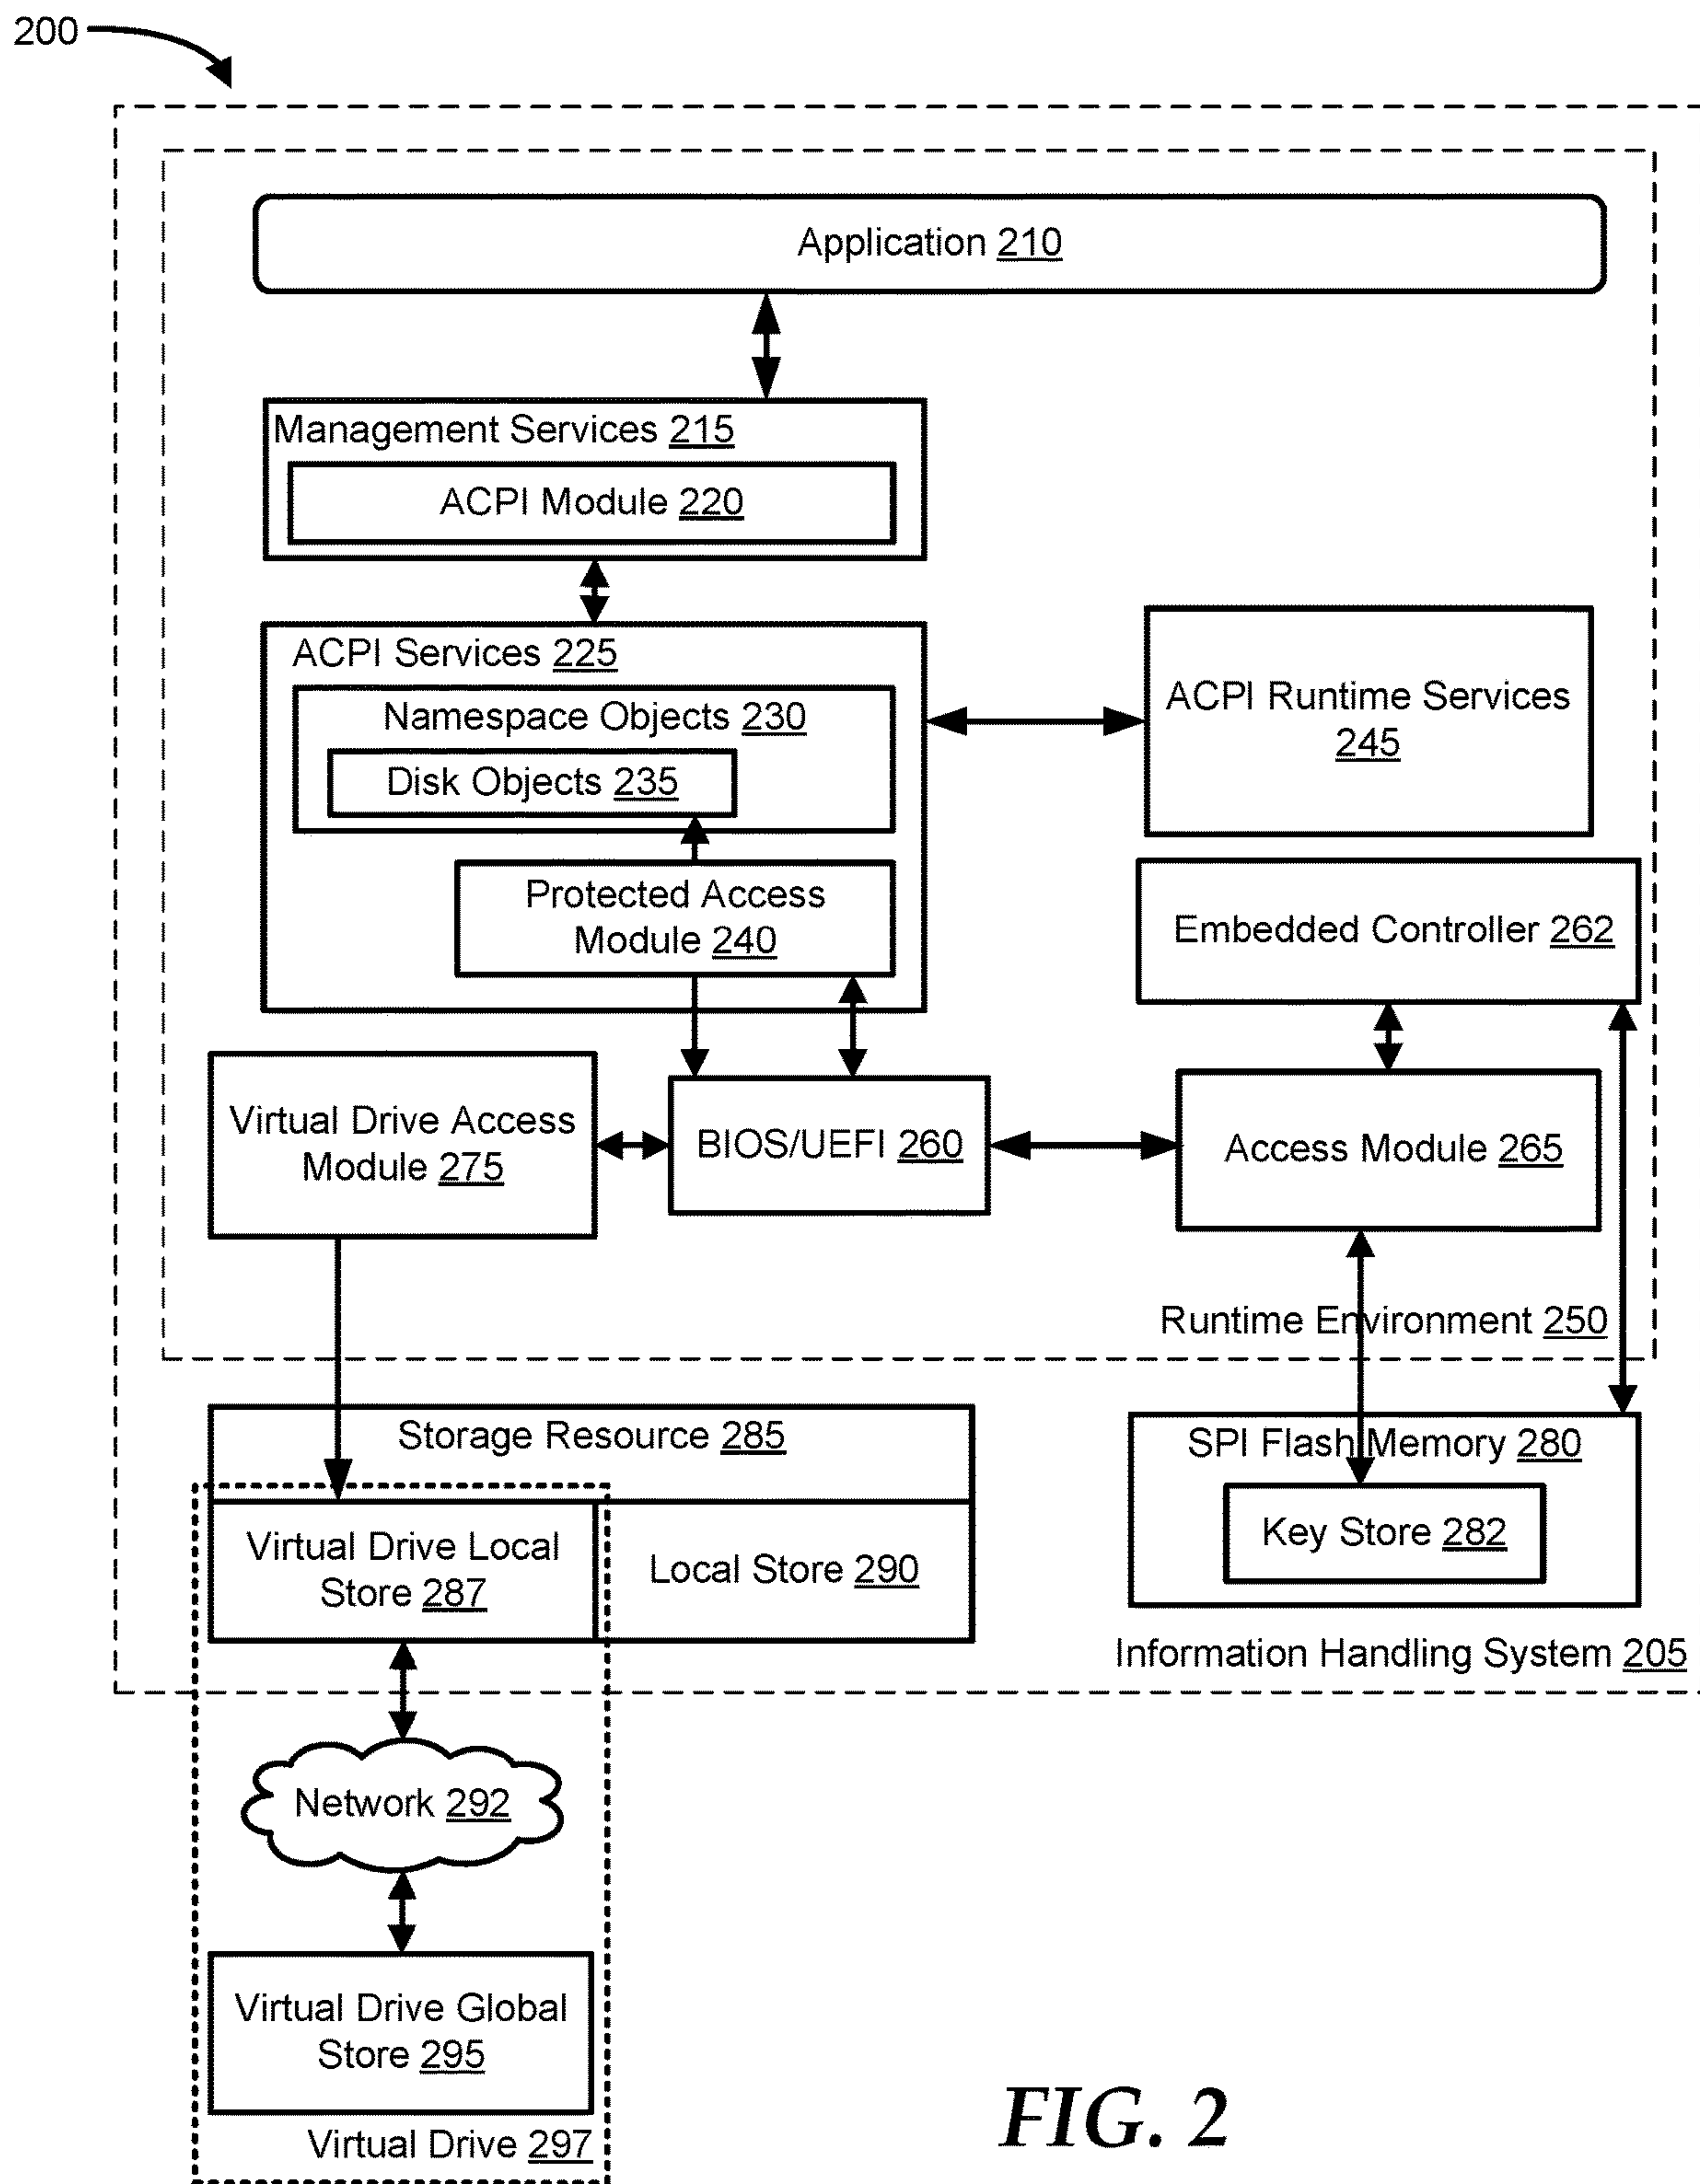 200
Application 210
Management Services 215
ACPI Module 220
ACPI Services 225
Namespace Objects 230
Disk Objects 235
Protected Access
Module 240
ACPI Runtime Services
245
Embedded Controller 262
Virtual Drive Access
Module 275
BIOS/UEFI 260
Access Module 265
Runtime Environment 250
Storage Resource 285
Virtual Drive Local
Store 287
Local Store 290
SPI Flash Memory 280
Key Store 282
Information Handling System 205
Network 292
Virtual Drive Global
Store 295
Virtual Drive 297
FIG. 2